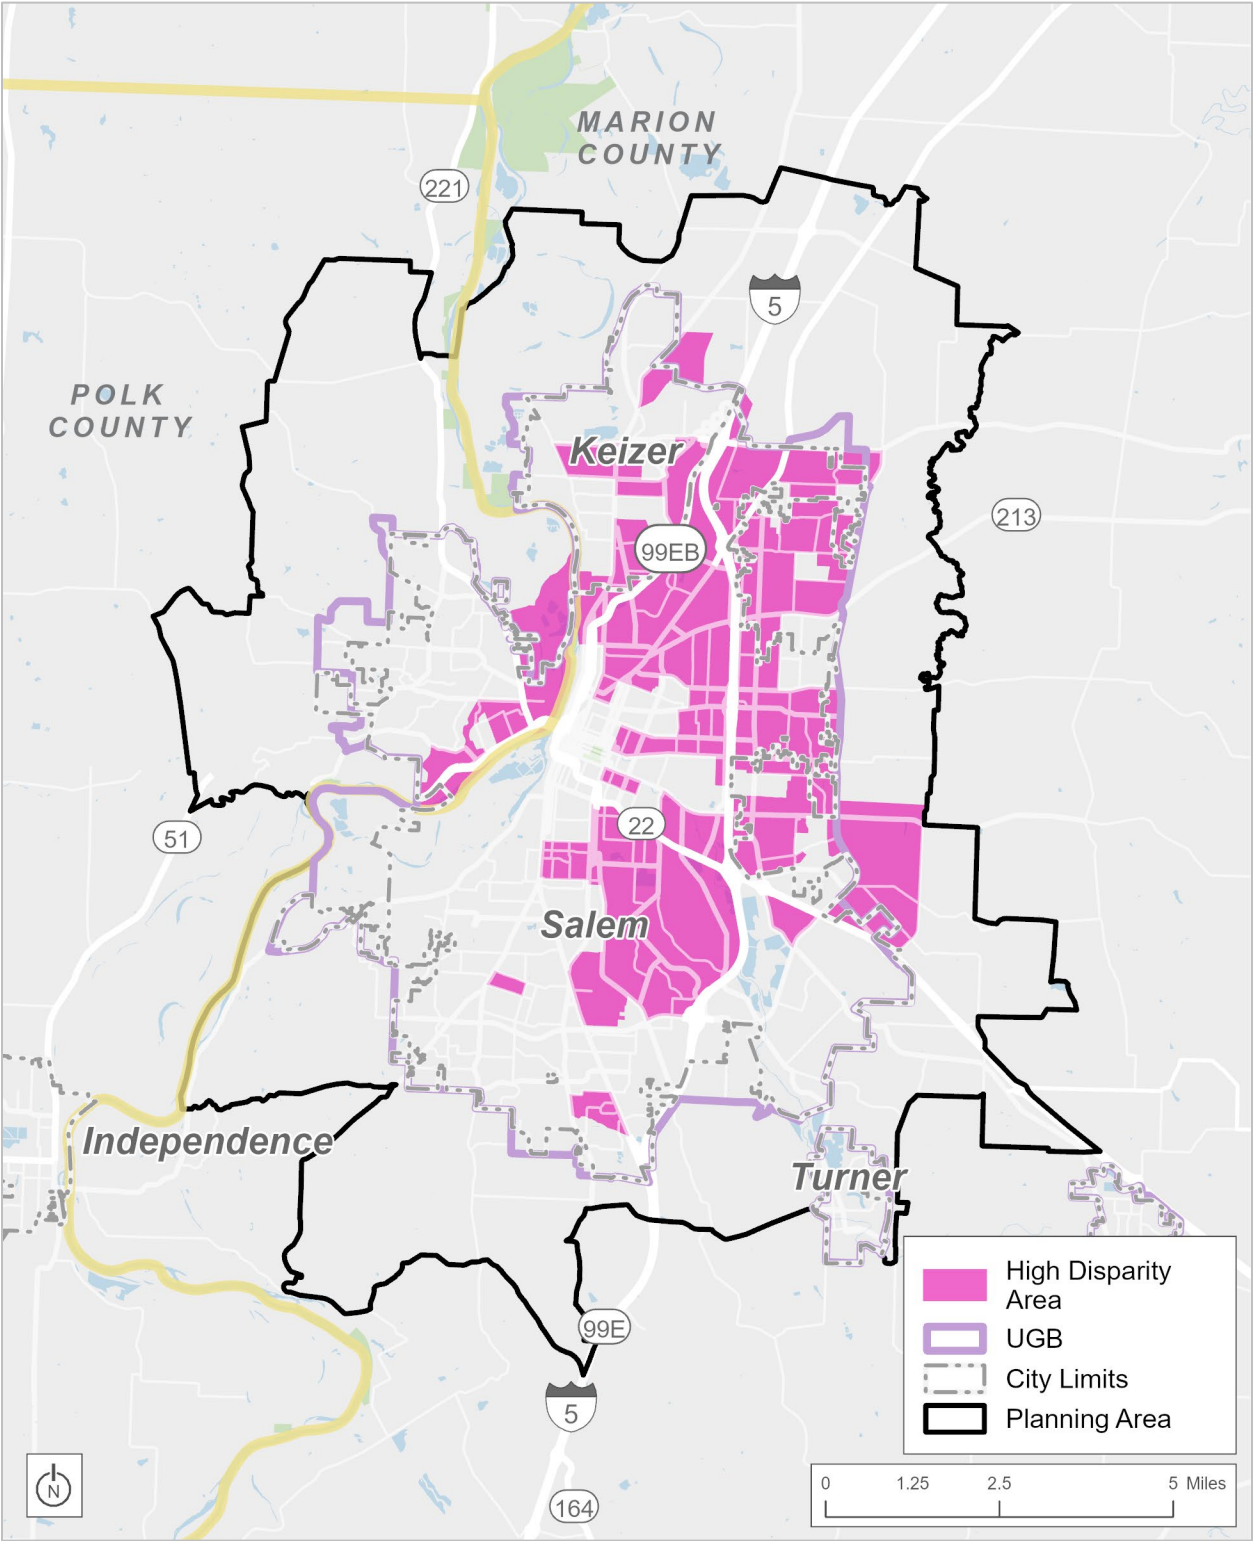 MARION
COUNTY
221
5
POLK
COUNTY
Keizer
213
99EB
51
22
Salem
Independence
Turner
High Disparity
Area
UGB
City Limits
Planning Area
99E
5
0 1.25 2.5 5 Miles
N
164